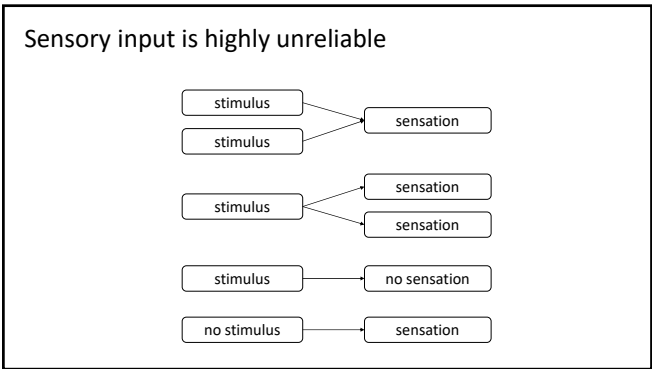 Sensory input is highly unreliable
stimulus
stimulus
sensation
stimulus
sensation
sensation
stimulus
no sensation
no stimulus
sensation